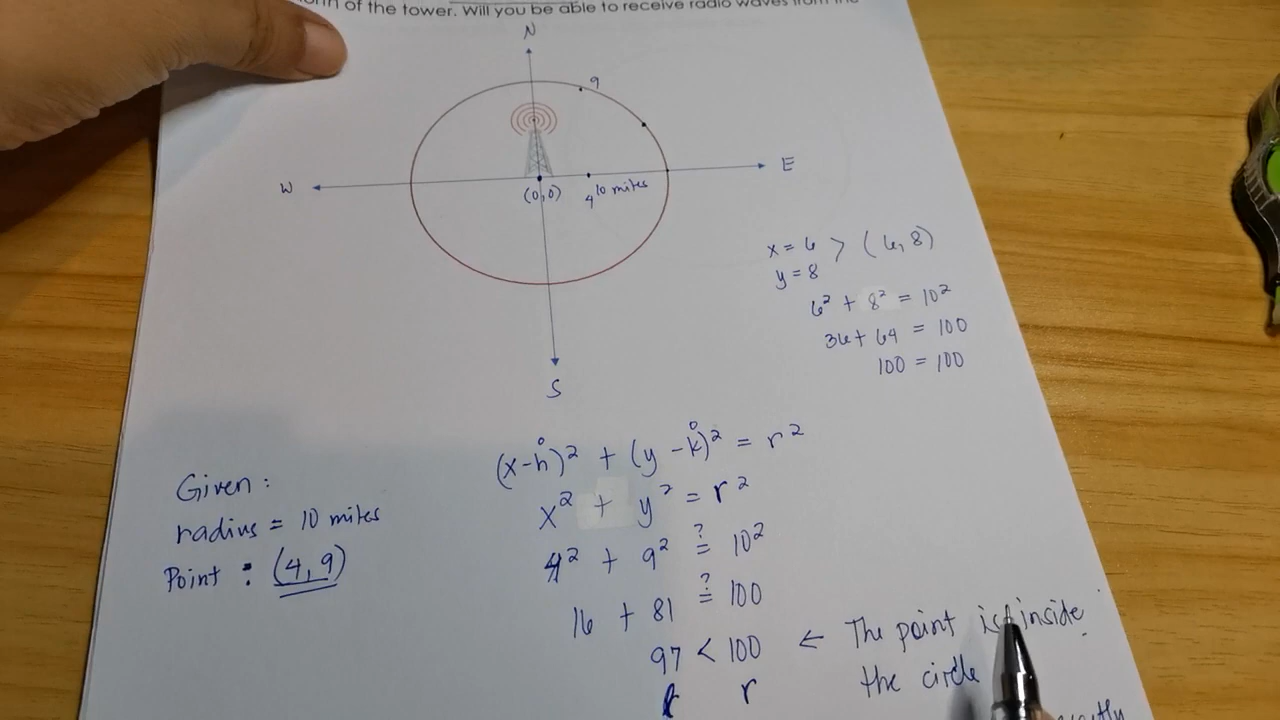 of the tower. Will you be able to receive radio waves from the
N
9
W
E
(0,0)
4
10 miles
S
x = 6 > (6,8)
y = 8
6² + 8² = 10²
36 + 64 = 100
100 = 100
(x-h)² + (y-k)² = r²
0 0
x² + y² = r²
4² + 9² ≟ 10²
16 + 81 ≟ 100
97 < 100 ← The point is inside
r the circle
Given:
radius = 10 miles
Point : (4,9)